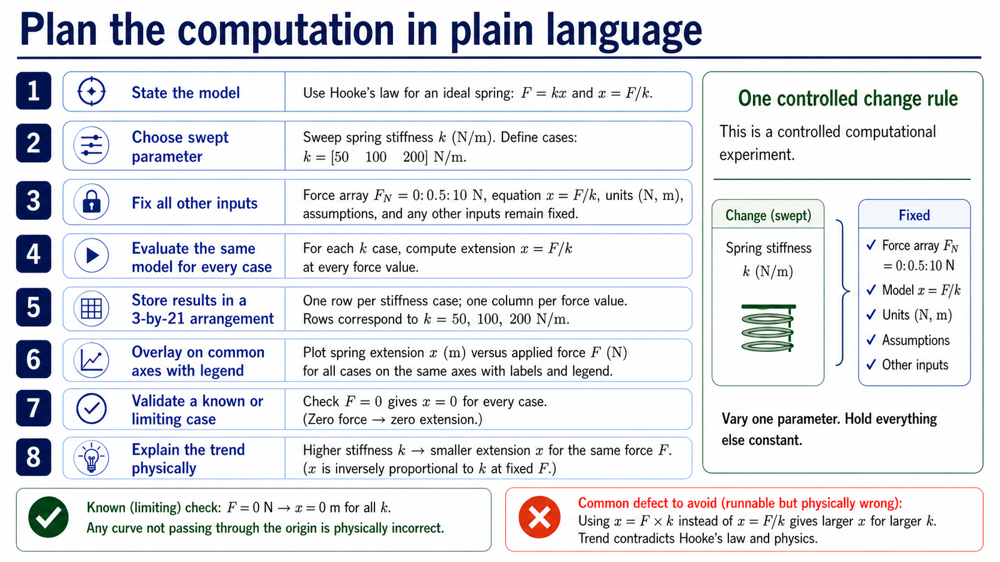 Plan the computation in plain language
1
State the model
Use Hooke's law for an ideal spring: F = kx and x = F/k.
2
Choose swept
parameter
Sweep spring stiffness k (N/m). Define cases:
k = [50 100 200] N/m.
3
Fix all other inputs
Force array F_N = 0:0.5:10 N, equation x = F/k, units (N, m),
assumptions, and any other inputs remain fixed.
4
Evaluate the same
model for every case
For each k case, compute extension x = F/k
at every force value.
5
Store results in a
3-by-21 arrangement
One row per stiffness case; one column per force value.
Rows correspond to k = 50, 100, 200 N/m.
6
Overlay on common
axes with legend
Plot spring extension x (m) versus applied force F (N)
for all cases on the same axes with labels and legend.
7
Validate a known or
limiting case
Check F = 0 gives x = 0 for every case.
(Zero force → zero extension.)
8
Explain the trend
physically
Higher stiffness k → smaller extension x for the same force F.
(x is inversely proportional to k at fixed F.)
One controlled change rule
This is a controlled computational
experiment.
Change (swept)
Spring stiffness
k (N/m)
Fixed
✓ Force array F_N
= 0:0.5:10 N
✓ Model x = F/k
✓ Units (N, m)
✓ Assumptions
✓ Other inputs
Vary one parameter. Hold everything
else constant.
Known (limiting) check: F = 0 N → x = 0 m for all k.
Any curve not passing through the origin is physically incorrect.
Common defect to avoid (runnable but physically wrong):
Using x = F × k instead of x = F/k gives larger x for larger k.
Trend contradicts Hooke's law and physics.